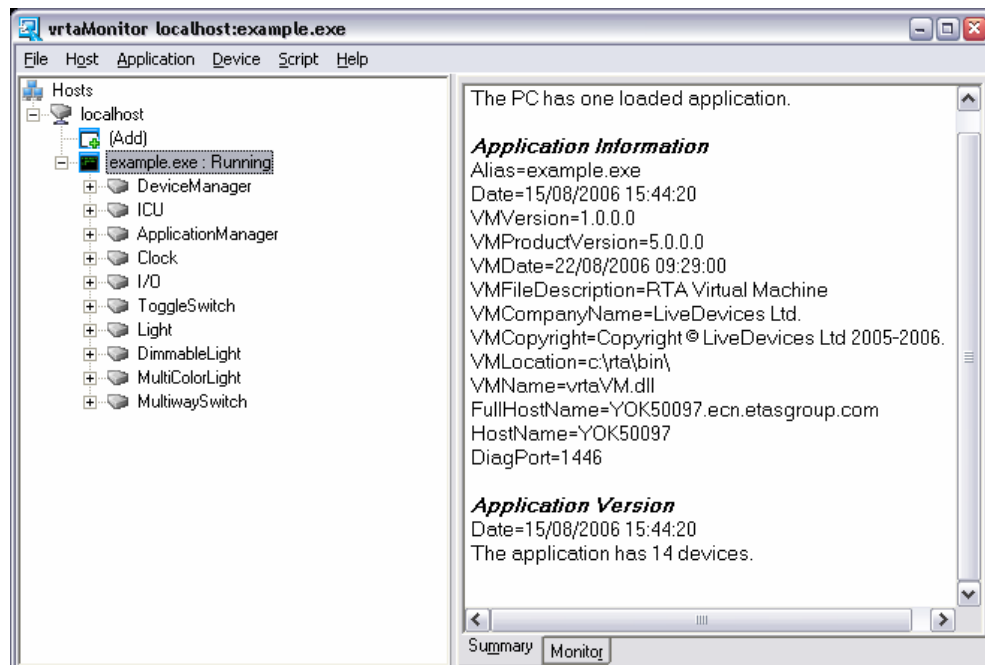 vrtaMonitor localhost:example.exe
File Host Application Device Script Help
Hosts
localhost
(Add)
example.exe : Running
DeviceManager
ICU
ApplicationManager
Clock
I/O
ToggleSwitch
Light
DimmableLight
MultiColorLight
MultiwaySwitch
The PC has one loaded application.
Application Information
Alias=example.exe
Date=15/08/2006 15:44:20
VMVersion=1.0.0.0
VMProductVersion=5.0.0.0
VMDate=22/08/2006 09:29:00
VMFileDescription=RTA Virtual Machine
VMCompanyName=LiveDevices Ltd.
VMCopyright=Copyright © LiveDevices Ltd 2005-2006.
VMLocation=c:\rta\bin\
VMName=vrtaVM.dll
FullHostName=YOK50097.ecn.etasgroup.com
HostName=YOK50097
DiagPort=1446
Application Version
Date=15/08/2006 15:44:20
The application has 14 devices.
Summary Monitor